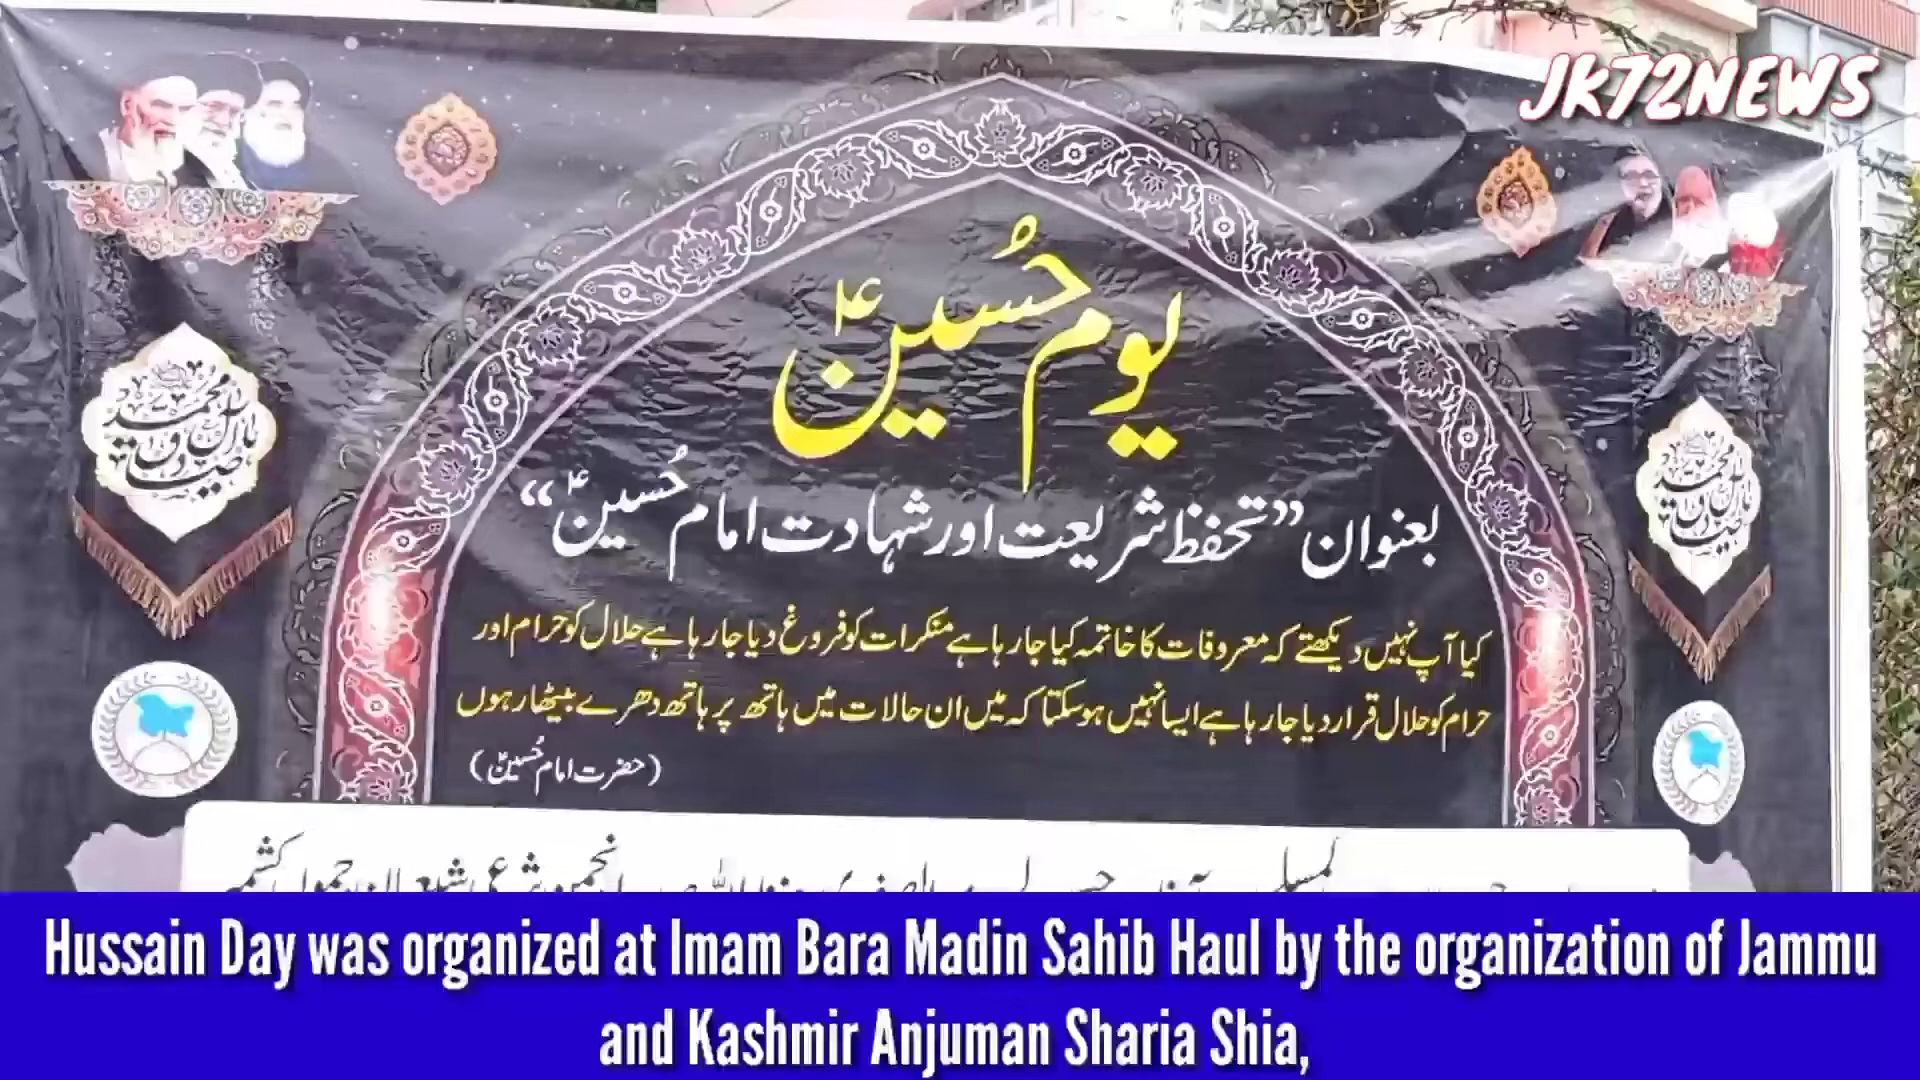 JK72NEWS
یوم حُسینؑ
بعنوان ”تحفظ شریعت اور شہادت امام حُسینؑ“
کیا آپ نہیں دیکھتے کہ معروفات کا خاتمہ کیا جا رہا ہے منکرات کو فروغ دیا جا رہا ہے حلال کو حرام اور
حرام کو حلال قرار دیا جا رہا ہے ایسا نہیں ہو سکتا کہ میں ان حالات میں ہاتھ پر ہاتھ دھرے بیٹھا رہوں
(حضرت امام حُسینؑ)
Hussain Day was organized at Imam Bara Madin Sahib Haul by the organization of Jammu
and Kashmir Anjuman Sharia Shia,